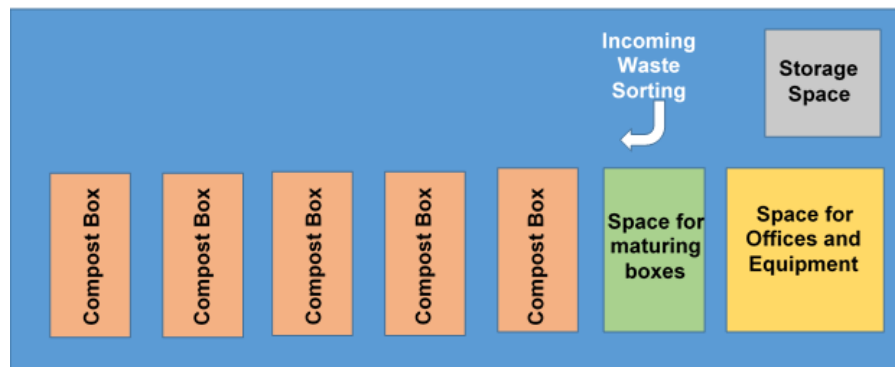 Incoming
Waste
Sorting
Storage
Space
Compost Box
Compost Box
Compost Box
Compost Box
Compost Box
Space for
maturing
boxes
Space for
Offices and
Equipment